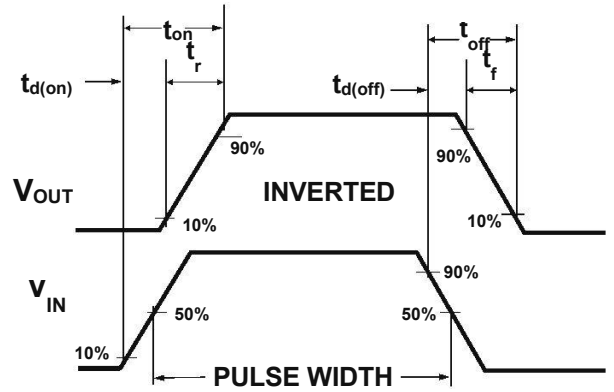 ton
toff
tr
tf
td(on)
td(off)
90%
90%
VOUT
INVERTED
10%
10%
90%
VIN
50%
50%
10%
PULSE WIDTH